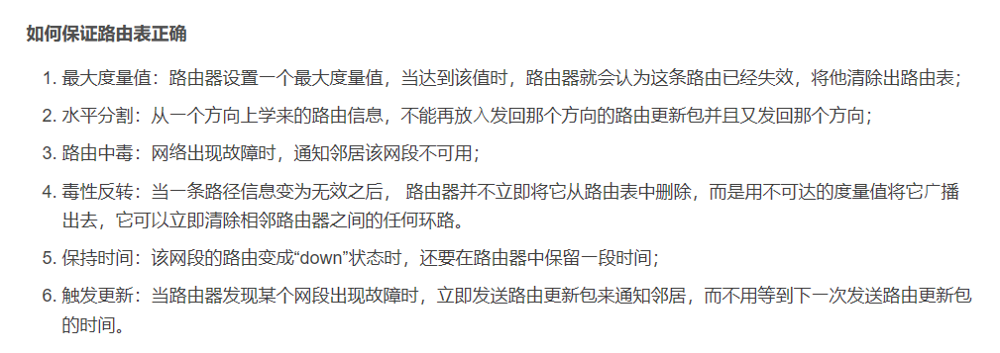 如何保证路由表正确
1. 最大度量值：路由器设置一个最大度量值，当达到该值时，路由器就会认为这条路由已经失效，将他清除出路由表；
2. 水平分割：从一个方向上学来的路由信息，不能再放入发回那个方向的路由更新包并且又发回那个方向；
3. 路由中毒：网络出现故障时，通知邻居该网段不可用；
4. 毒性反转：当一条路径信息变为无效之后， 路由器并不立即将它从路由表中删除，而是用不可达的度量值将它广播
出去，它可以立即清除相邻路由器之间的任何环路。
5. 保持时间：该网段的路由变成“down”状态时，还要在路由器中保留一段时间；
6. 触发更新：当路由器发现某个网段出现故障时，立即发送路由更新包来通知邻居，而不用等到下一次发送路由更新包
的时间。